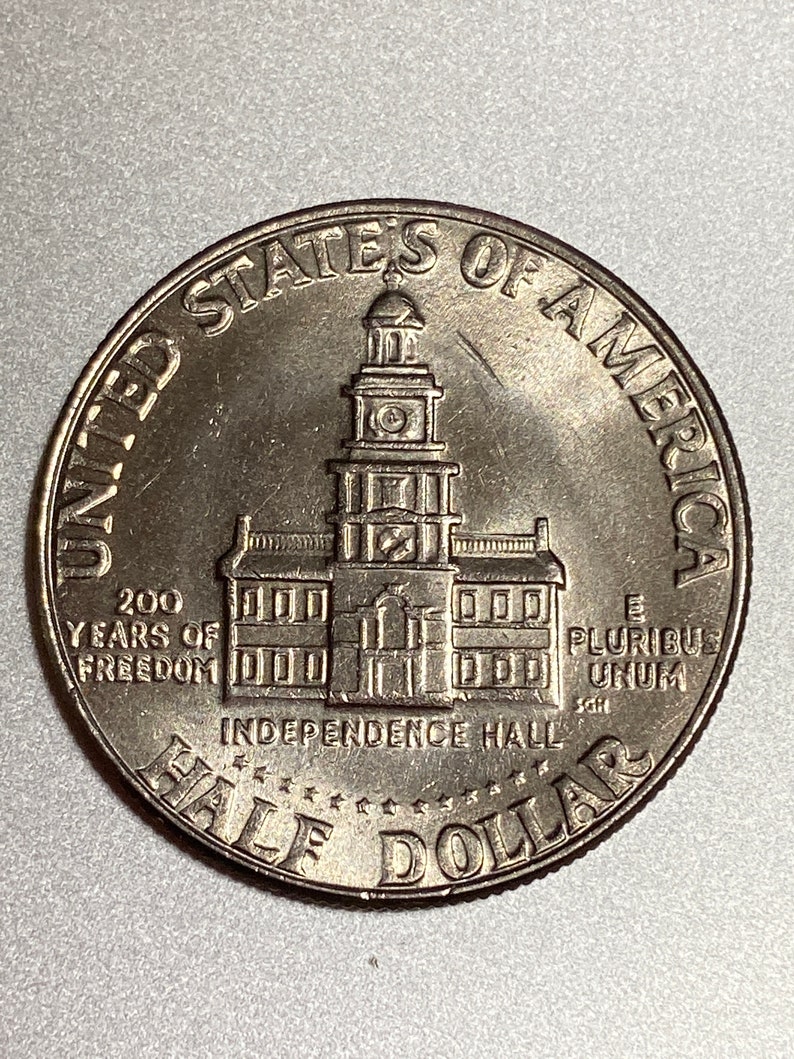 UNITED STATES OF AMERICA
200
YEARS OF
FREEDOM
E
PLURIBUS
UNUM
SGH
INDEPENDENCE HALL
HALF DOLLAR